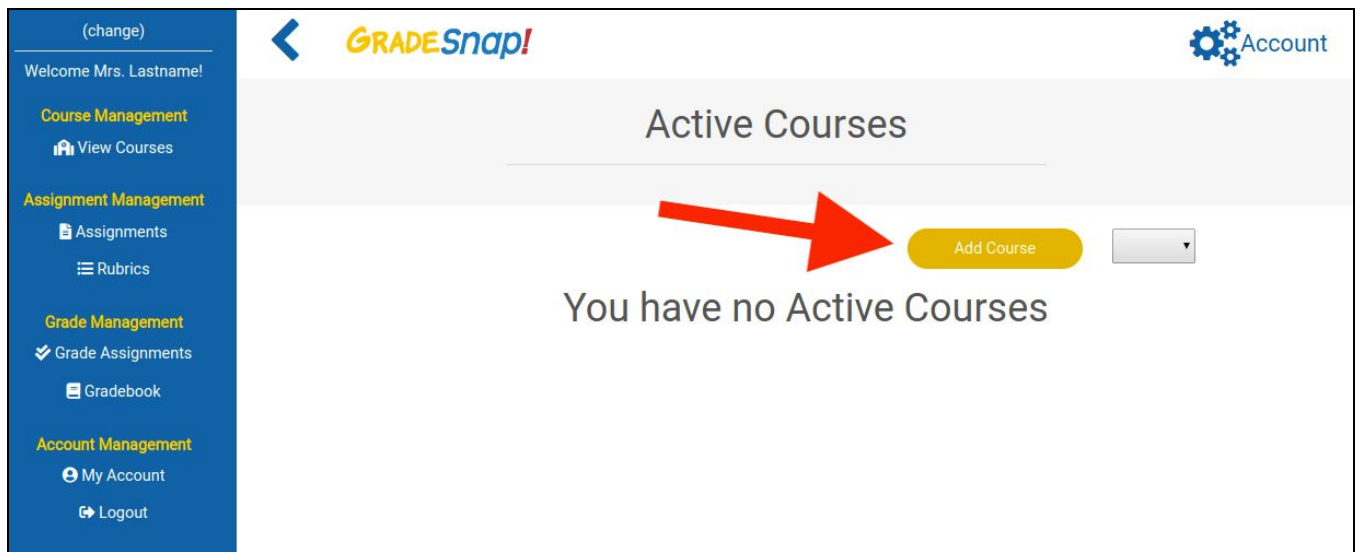 (change)
Welcome Mrs. Lastname!
Course Management
View Courses
Assignment Management
Assignments
Rubrics
Grade Management
Grade Assignments
Gradebook
Account Management
My Account
Logout
GRADESnap!
Account
Active Courses
Add Course
You have no Active Courses